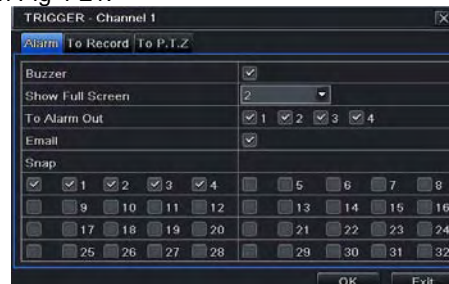 TRIGGER - Channel 1
Alarm To Record To P.T.Z
Buzzer
Show Full Screen 2
To Alarm Out 1 2 3 4
Email
Snap
1 2 3 4 5 6 7 8
9 10 11 12 13 14 15 16
17 18 19 20 21 22 23 24
25 26 27 28 29 30 31 32
OK Exit